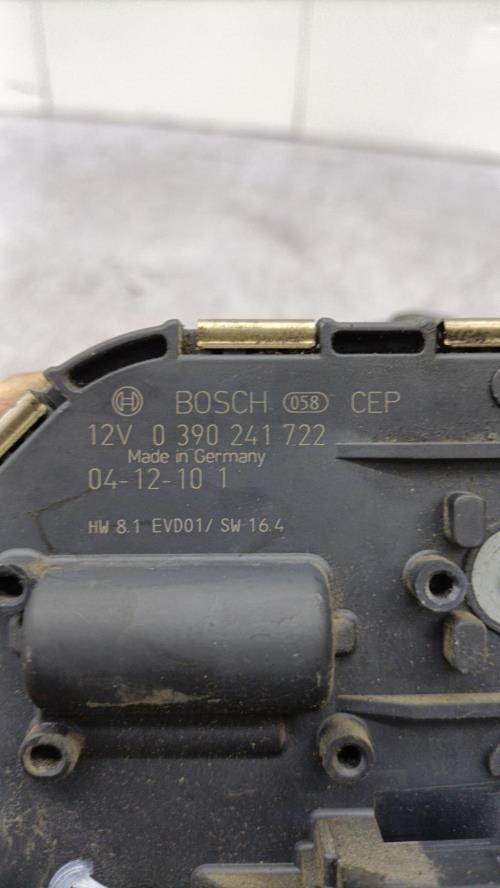 BOSCH 058 CEP
12V 0 390 241 722
Made in Germany
04-12-10 1
HW 8.1 EVD01/ SW 16.4